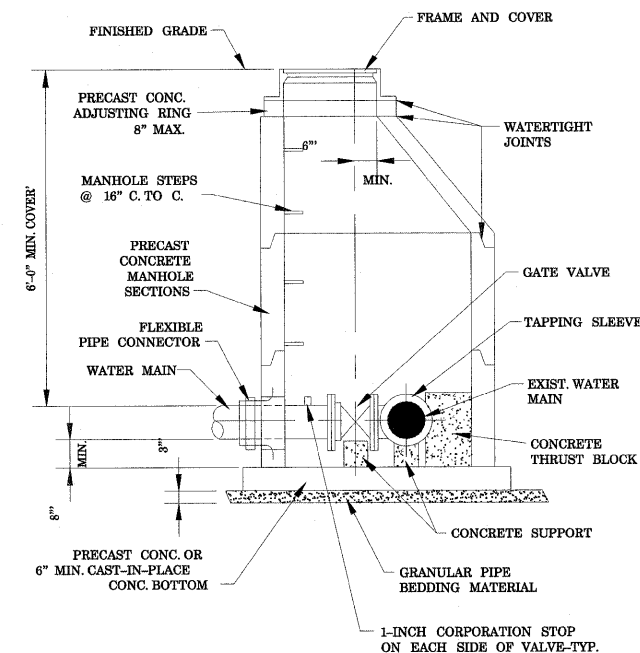 FRAME AND COVER
FINISHED GRADE
PRECAST CONC.
ADJUSTING RING
8" MAX.
WATERTIGHT
JOINTS
6"'
MIN.
MANHOLE STEPS
@ 16" C. TO C.
6'-0" MIN. COVER'
PRECAST
CONCRETE
MANHOLE
SECTIONS
GATE VALVE
FLEXIBLE
PIPE CONNECTOR
TAPPING SLEEVE
WATER MAIN
EXIST. WATER
MAIN
CONCRETE
THRUST BLOCK
MIN.
3"'
8"'
CONCRETE SUPPORT
PRECAST CONC. OR
6" MIN. CAST-IN-PLACE
CONC. BOTTOM
GRANULAR PIPE
BEDDING MATERIAL
1-INCH CORPORATION STOP
ON EACH SIDE OF VALVE-TYP.